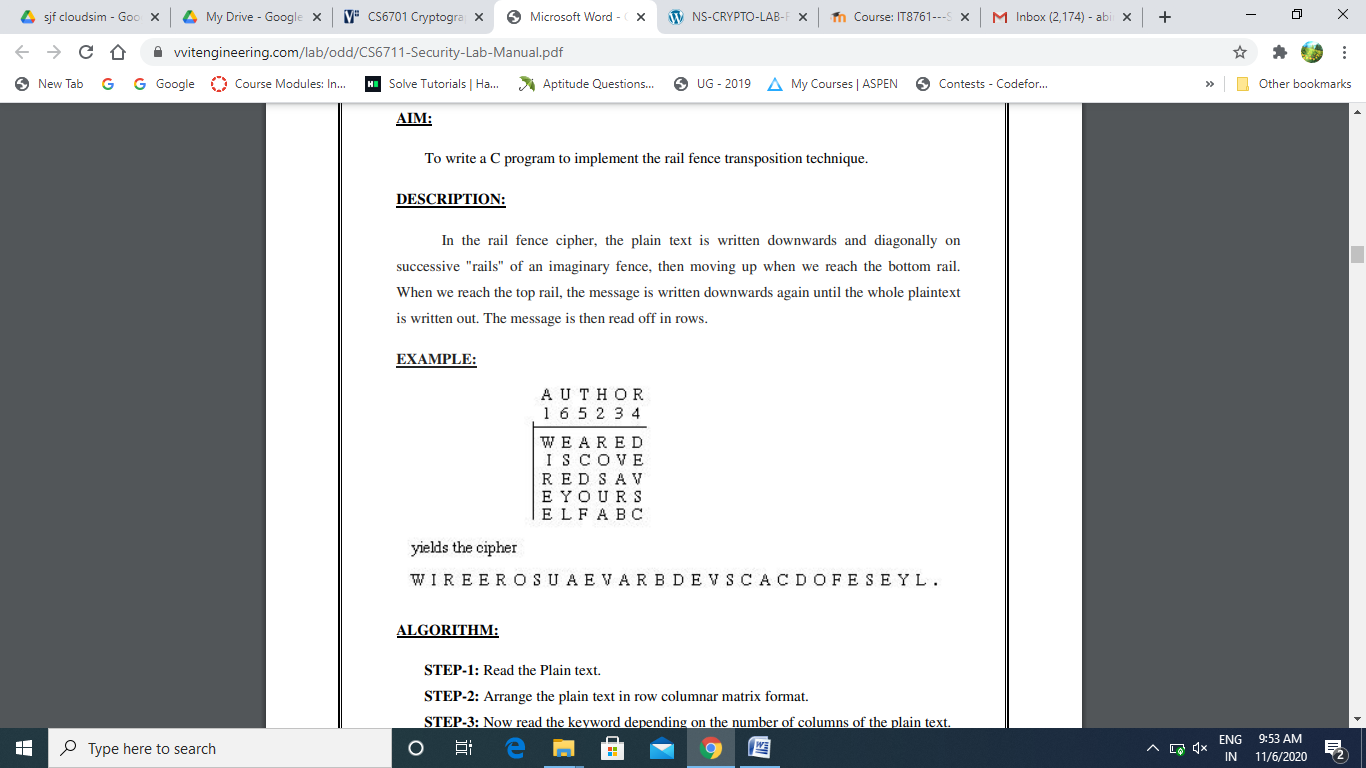 sjf cloudsim - Goo
My Drive - Google
CS6701 Cryptogra
Microsoft Word -
NS-CRYPTO-LAB-
Course: IT8761---S
Inbox (2,174) - abi
vvitengineering.com/lab/odd/CS6711-Security-Lab-Manual.pdf
New Tab
Google
Course Modules: In...
Solve Tutorials | Ha...
Aptitude Questions...
UG - 2019
My Courses | ASPEN
Contests - Codefor...
»
Other bookmarks
AIM:
To write a C program to implement the rail fence transposition technique.
DESCRIPTION:
In the rail fence cipher, the plain text is written downwards and diagonally on
successive "rails" of an imaginary fence, then moving up when we reach the bottom rail.
When we reach the top rail, the message is written downwards again until the whole plaintext
is written out. The message is then read off in rows.
EXAMPLE:
A U T H O R
1 6 5 2 3 4
W E A R E D
I S C O V E
R E D S A V
E Y O U R S
E L F A B C
yields the cipher
W I R E E R O S U A E V A R B D E V S C A C D O F E S E Y L .
ALGORITHM:
STEP-1: Read the Plain text.
STEP-2: Arrange the plain text in row columnar matrix format.
STEP-3: Now read the keyword depending on the number of columns of the plain text.
Type here to search
ENG
IN
9:53 AM
11/6/2020
2